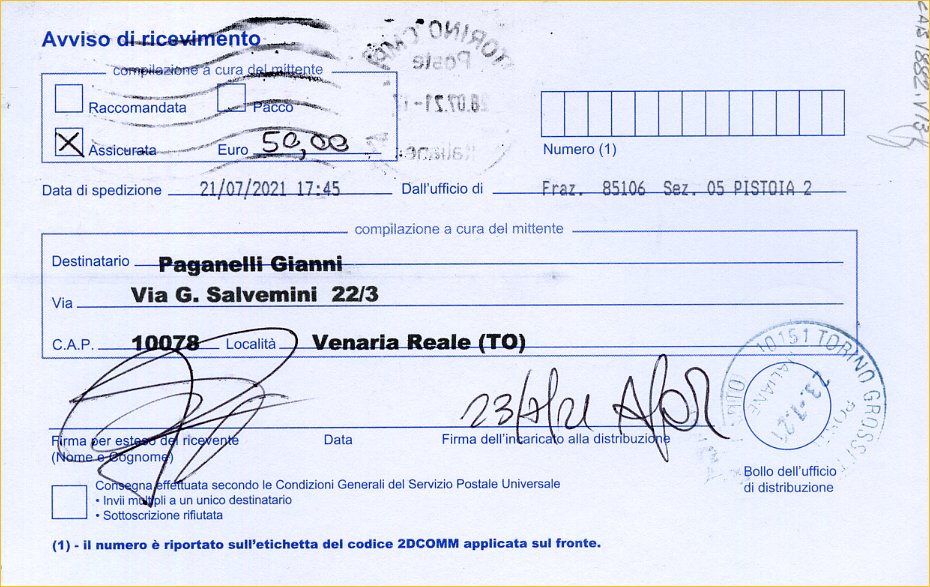 Avviso di ricevimento
compilazione a cura del mittente
Raccomandata Pacco
Assicurata Euro 50,00
Numero (1)
Data di spedizione 21/07/2021 17:45 Dall'ufficio di Fraz. 85106 Sez. 05 PISTOIA 2
compilazione a cura del mittente
Destinatario Paganelli Gianni
Via Via G. Salvemini 22/3
C.A.P. 10078 Località Venaria Reale (TO)
10151 TORINO
Firma per esteso del ricevente Data Firma dell'incaricato alla distribuzione
(Nome e Cognome)
Bollo dell'ufficio
di distribuzione
Consegna effettuata secondo le Condizioni Generali del Servizio Postale Universale
• Invii multipli a un unico destinatario
• Sottoscrizione rifiutata
(1) - il numero è riportato sull'etichetta del codice 2DCOMM applicata sul fronte.